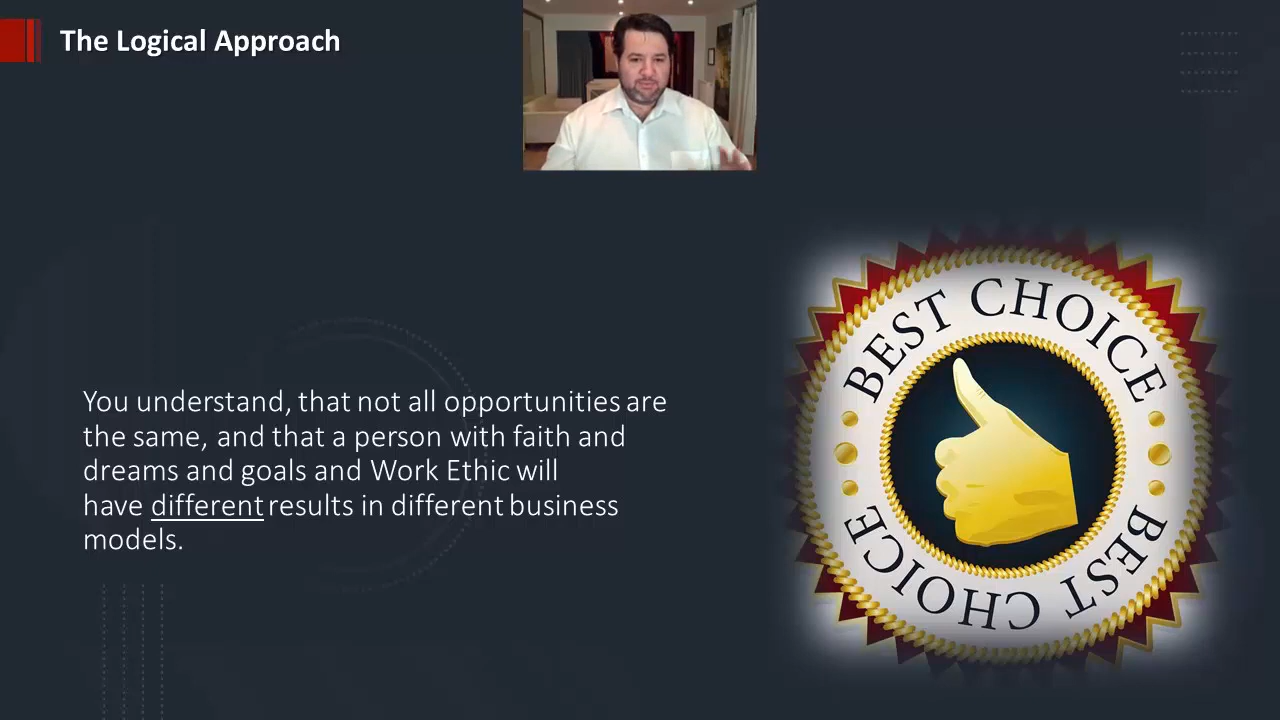 The Logical Approach
You understand, that not all opportunities are
the same, and that a person with faith and
dreams and goals and Work Ethic will
have different results in different business
models.
BEST CHOICE
BEST CHOICE